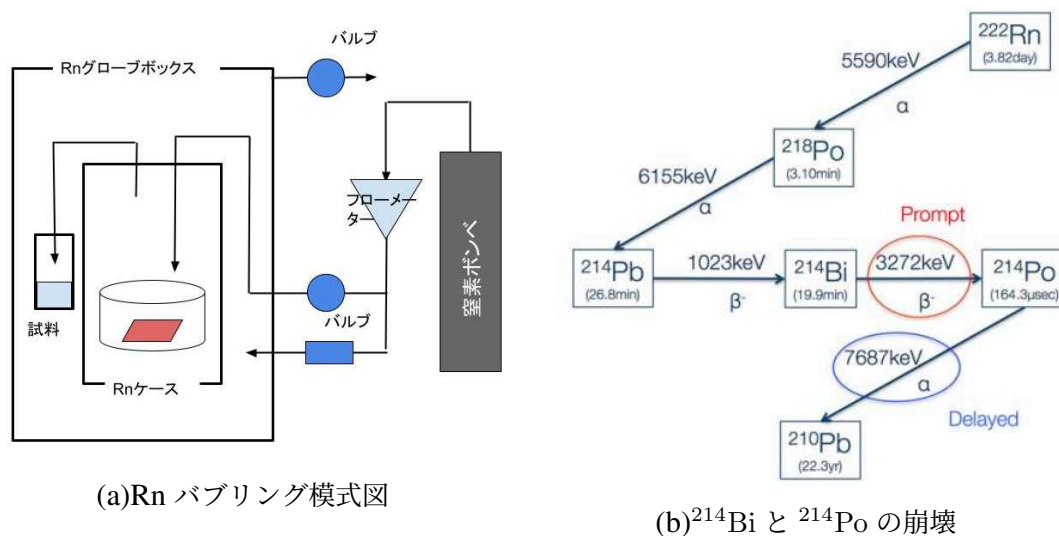 バルブ
Rnグローブボックス
フローメーター
窒素ボンベ
バルブ
試料
Rnケース
(a)Rn バブリング模式図
222Rn
(3.82day)
5590keV
α
218Po
(3.10min)
6155keV
α
Prompt
214Pb
(26.8min)
1023keV
β-
214Bi
(19.9min)
3272keV
β-
214Po
(164.3μsec)
7687keV
α
Delayed
210Pb
(22.3yr)
(b)214Bi と 214Po の崩壊